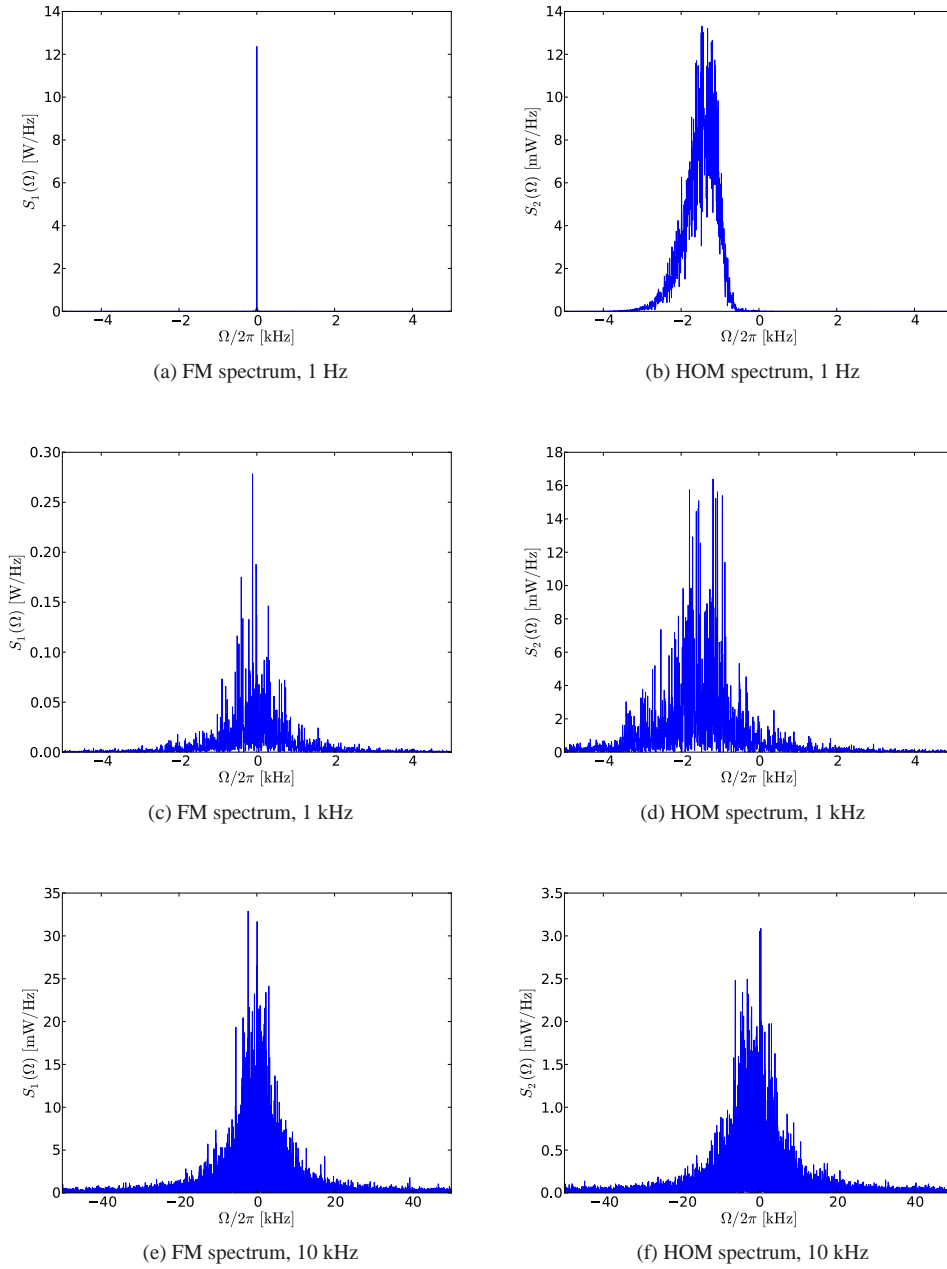 14
12
10
8
6
4
2
0
−4 −2 0 2 4
S₁(Ω) [W/Hz]
Ω/2π [kHz]
(a) FM spectrum, 1 Hz
14
12
10
8
6
4
2
0
−4 −2 0 2 4
S₂(Ω) [mW/Hz]
Ω/2π [kHz]
(b) HOM spectrum, 1 Hz
0.30
0.25
0.20
0.15
0.10
0.05
0.00
−4 −2 0 2 4
S₁(Ω) [W/Hz]
Ω/2π [kHz]
(c) FM spectrum, 1 kHz
18
16
14
12
10
8
6
4
2
0
−4 −2 0 2 4
S₂(Ω) [mW/Hz]
Ω/2π [kHz]
(d) HOM spectrum, 1 kHz
35
30
25
20
15
10
5
0
−40 −20 0 20 40
S₁(Ω) [mW/Hz]
Ω/2π [kHz]
(e) FM spectrum, 10 kHz
3.5
3.0
2.5
2.0
1.5
1.0
0.5
0.0
−40 −20 0 20 40
S₂(Ω) [mW/Hz]
Ω/2π [kHz]
(f) HOM spectrum, 10 kHz